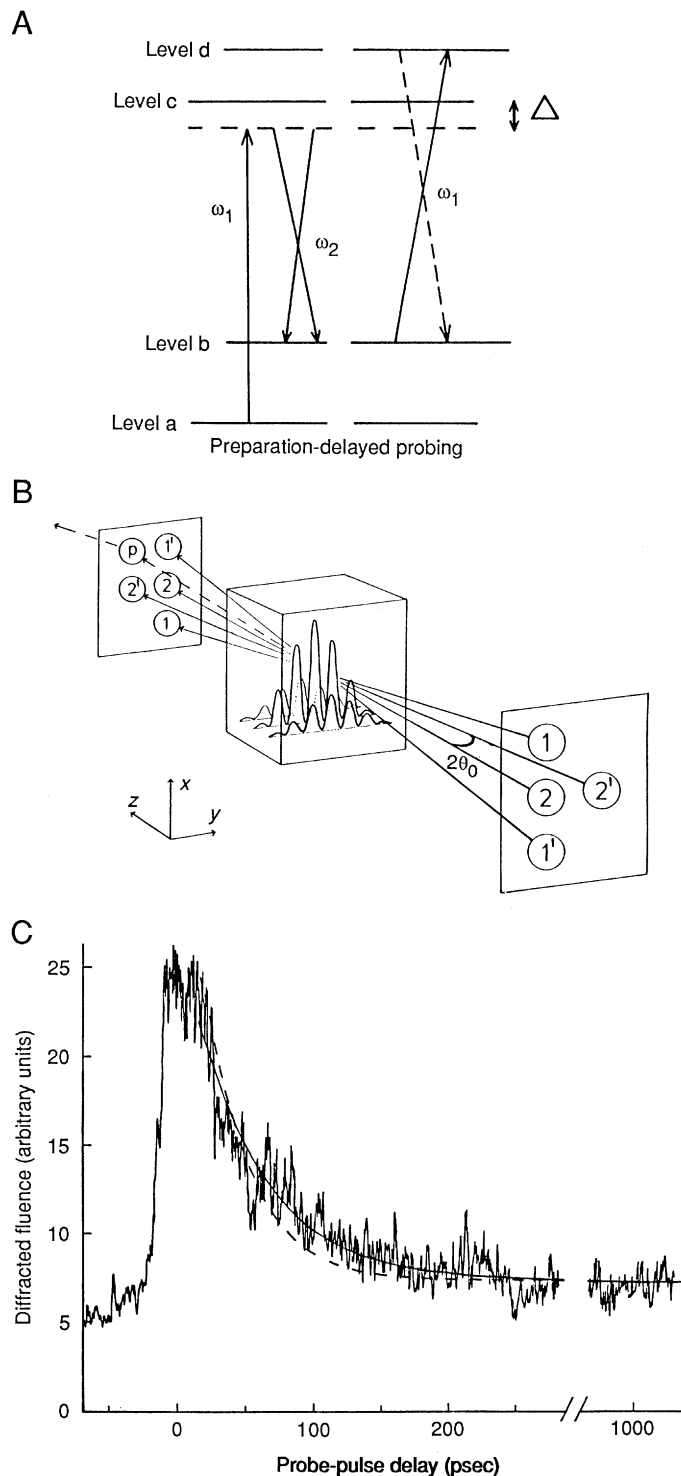 A
Level d
Level c
Δ
ω1
ω2
ω1
Level b
Level a
Preparation-delayed probing
B
p
1'
2'
2
1
1
2θ0
2'
2
1'
x
z
y
C
Diffracted fluence (arbitrary units)
25
20
15
10
5
0
0
100
200
1000
Probe-pulse delay (psec)